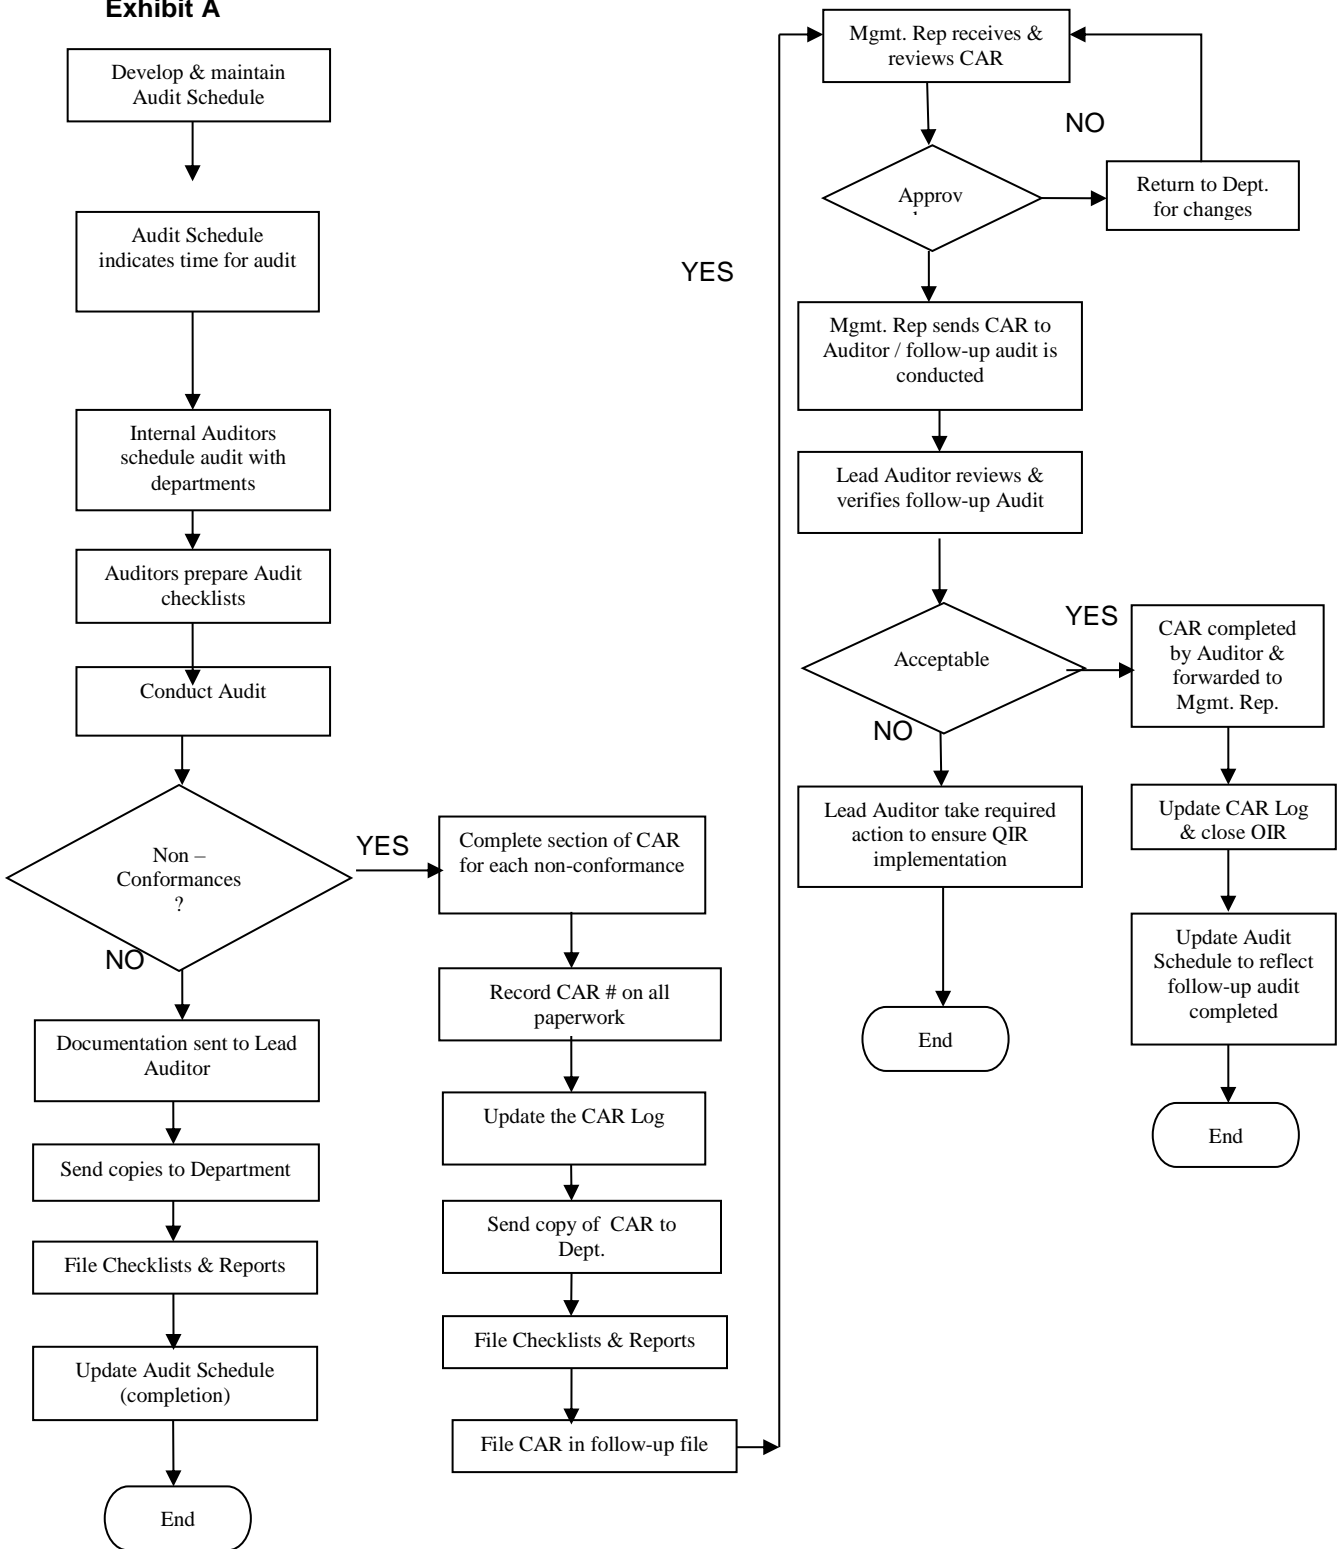 Exhibit A
Develop & maintain
Audit Schedule
Audit Schedule
indicates time for audit
Internal Auditors
schedule audit with
departments
Auditors prepare Audit
checklists
Conduct Audit
Non –
Conformances
?
YES
NO
Documentation sent to Lead
Auditor
Send copies to Department
File Checklists & Reports
Update Audit Schedule
(completion)
End
Complete section of CAR
for each non-conformance
Record CAR # on all
paperwork
Update the CAR Log
Send copy of CAR to
Dept.
File Checklists & Reports
File CAR in follow-up file
YES
Mgmt. Rep receives &
reviews CAR
NO
Approv
Return to Dept.
for changes
Mgmt. Rep sends CAR to
Auditor / follow-up audit is
conducted
Lead Auditor reviews &
verifies follow-up Audit
Acceptable
YES
NO
Lead Auditor take required
action to ensure QIR
implementation
End
CAR completed
by Auditor &
forwarded to
Mgmt. Rep.
Update CAR Log
& close OIR
Update Audit
Schedule to reflect
follow-up audit
completed
End